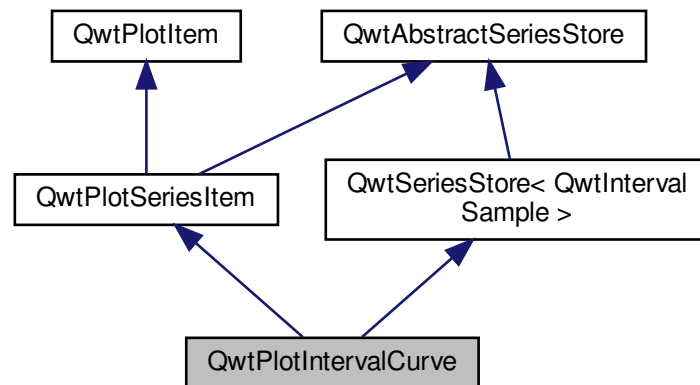 QwtPlotItem
QwtAbstractSeriesStore
QwtPlotSeriesItem
QwtSeriesStore< QwtInterval
Sample >
QwtPlotIntervalCurve